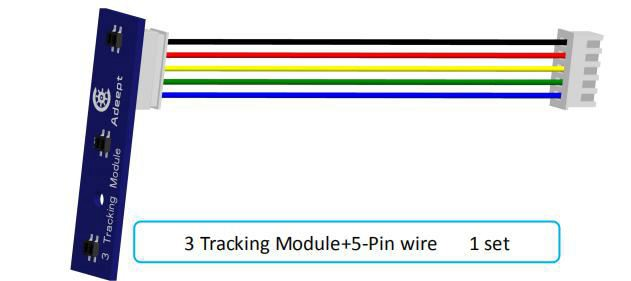 Adeept
3 Tracking Module
3 Tracking Module+5-Pin wire 1 set